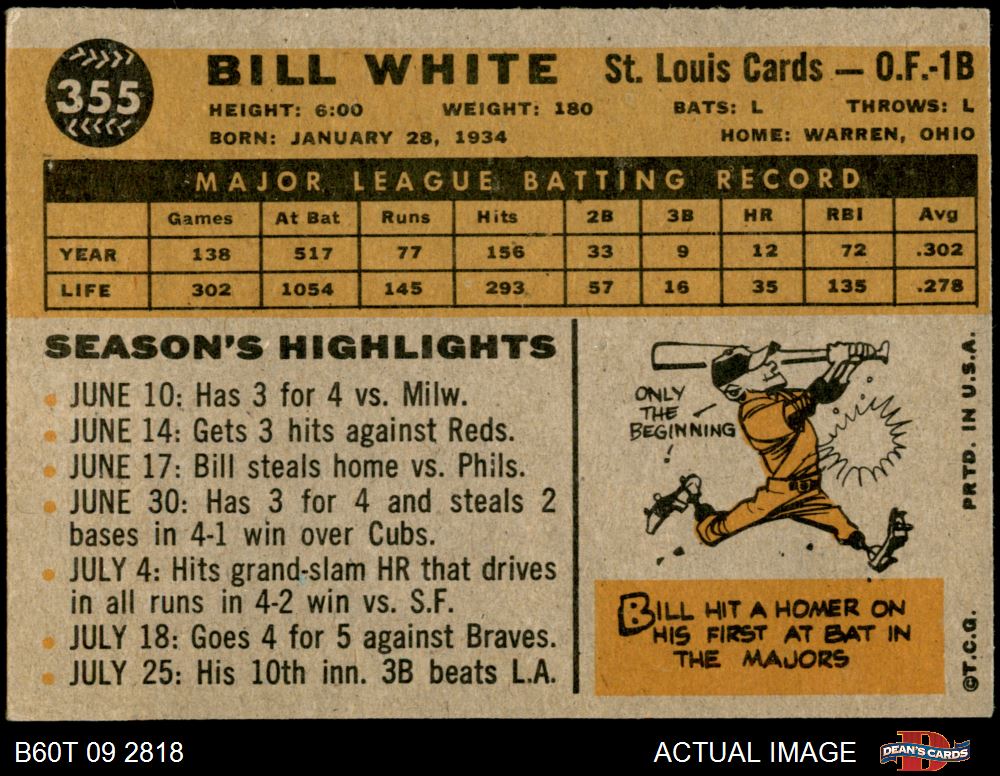 355
BILL WHITE St. Louis Cards — O.F.-1B
HEIGHT: 6:00 WEIGHT: 180 BATS: L THROWS: L
BORN: JANUARY 28, 1934 HOME: WARREN, OHIO
MAJOR LEAGUE BATTING RECORD
Games At Bat Runs Hits 2B 3B HR RBI Avg
YEAR 138 517 77 156 33 9 12 72 .302
LIFE 302 1054 145 293 57 16 35 135 .278
SEASON'S HIGHLIGHTS
• JUNE 10: Has 3 for 4 vs. Milw.
• JUNE 14: Gets 3 hits against Reds.
• JUNE 17: Bill steals home vs. Phils.
• JUNE 30: Has 3 for 4 and steals 2
bases in 4-1 win over Cubs.
• JULY 4: Hits grand-slam HR that drives
in all runs in 4-2 win vs. S.F.
• JULY 18: Goes 4 for 5 against Braves.
• JULY 25: His 10th inn. 3B beats L.A.
ONLY
THE
BEGINNING
!
BILL HIT A HOMER ON
HIS FIRST AT BAT IN
THE MAJORS
©T.C.G. PRTD. IN U.S.A.
B60T 09 2818 ACTUAL IMAGE DEAN'S CARDS